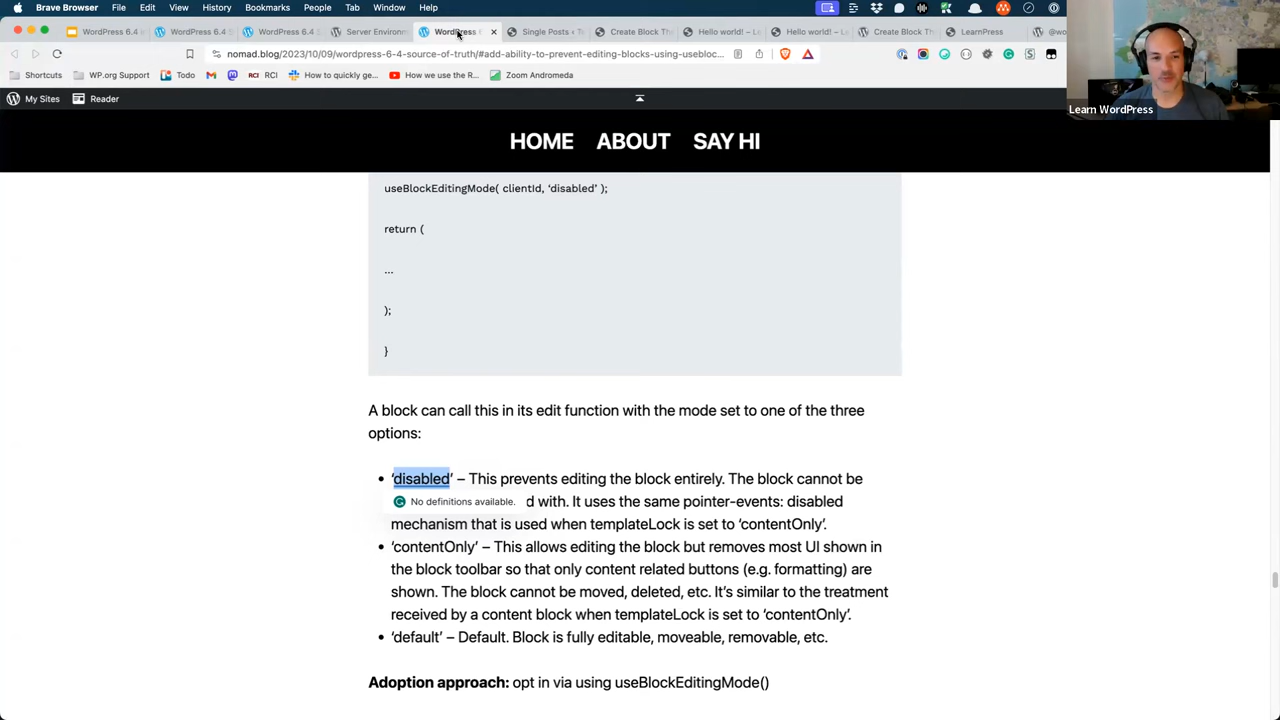 Brave Browser File Edit View History Bookmarks People Tab Window Help
WordPress 6.4 WordPress 6.4 WordPress 6.4 Server Environm WordPress Single Posts Create Block Th Hello world! – L Hello world! – L Create Block Th LearnPress @wo
nomad.blog/2023/10/09/wordpress-6-4-source-of-truth/#add-ability-to-prevent-editing-blocks-using-usebloc...
Shortcuts WP.org Support Todo RCI RCI How to quickly ge... How we use the R... Zoom Andromeda
My Sites Reader
Learn WordPress
HOME ABOUT SAY HI
useBlockEditingMode( clientId, ‘disabled’ );
return (
...
);
}
A block can call this in its edit function with the mode set to one of the three
options:
• ‘disabled’ – This prevents editing the block entirely. The block cannot be
No definitions available. d with. It uses the same pointer-events: disabled
mechanism that is used when templateLock is set to ‘contentOnly’.
• ‘contentOnly’ – This allows editing the block but removes most UI shown in
the block toolbar so that only content related buttons (e.g. formatting) are
shown. The block cannot be moved, deleted, etc. It’s similar to the treatment
received by a content block when templateLock is set to ‘contentOnly’.
• ‘default’ – Default. Block is fully editable, moveable, removable, etc.
Adoption approach: opt in via using useBlockEditingMode()